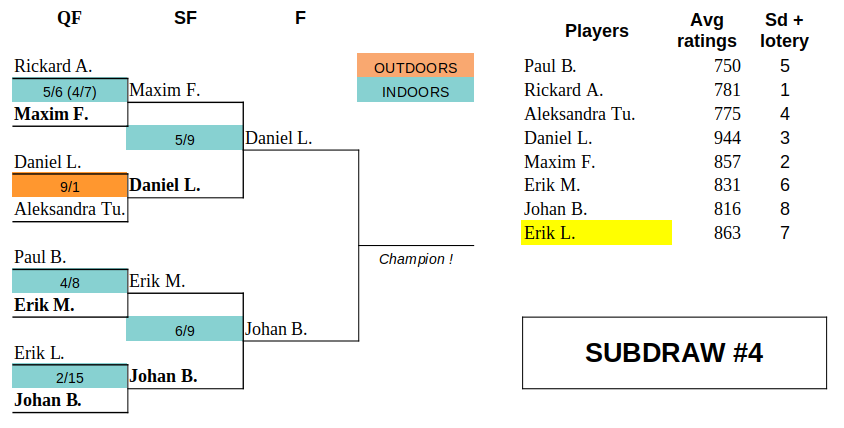 QF SF F
Rickard A.
5/6 (4/7)
Maxim F.
Maxim F.
5/9
Daniel L.
Daniel L.
9/1
Daniel L.
Aleksandra Tu.
Paul B.
4/8
Erik M.
Erik M.
6/9
Johan B.
Erik L.
2/15
Johan B.
Johan B.
Champion !
OUTDOORS
INDOORS
Players Avg ratings Sd + lotery
Paul B. 750 5
Rickard A. 781 1
Aleksandra Tu. 775 4
Daniel L. 944 3
Maxim F. 857 2
Erik M. 831 6
Johan B. 816 8
Erik L. 863 7
SUBDRAW #4